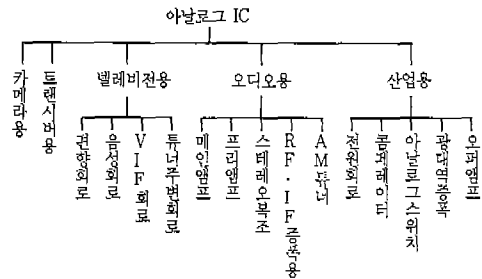 아날로그 IC
카메라용
트랜시버용
텔레비전용
오디오용
산업용
편향회로
음성회로
VIF회로
튜너주변회로
메인앰프
프리앰프
스테레오복조
RF·IF증폭용
AM튜너
전원회로
콤퍼레이터
아날로그스위치
광대역증폭
오퍼앰프